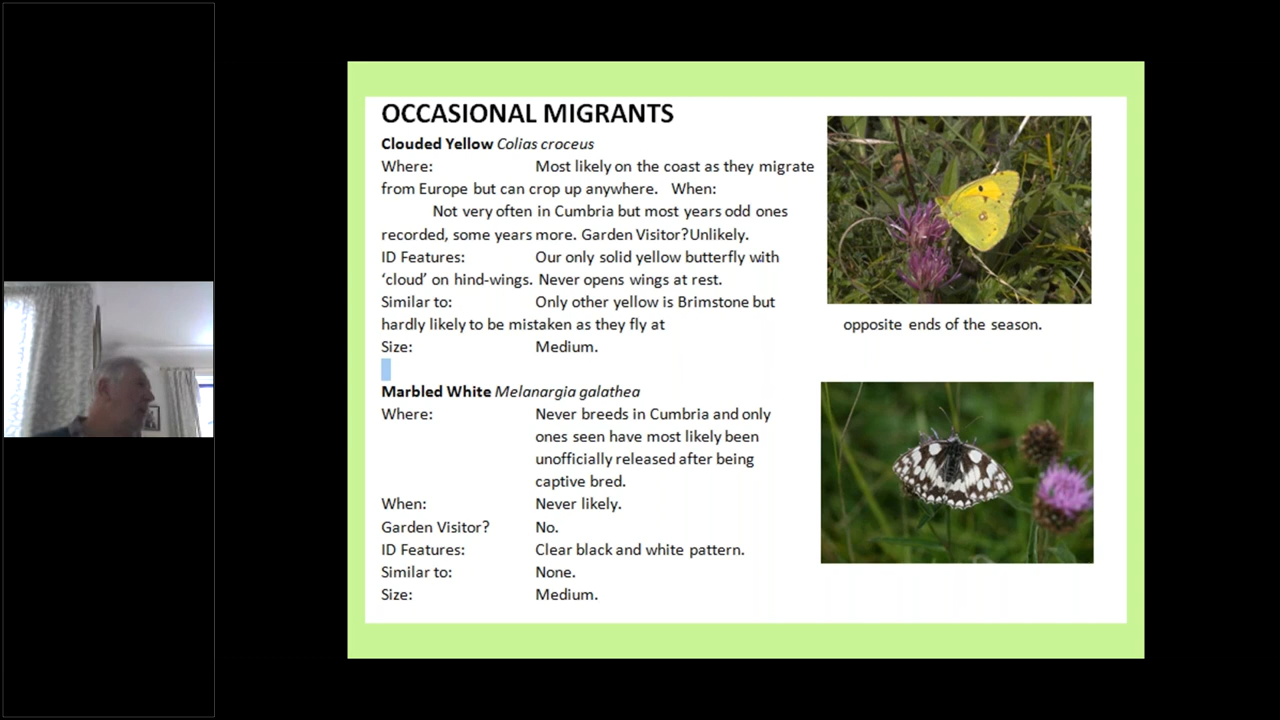 OCCASIONAL MIGRANTS
Clouded Yellow Colias croceus
Where: Most likely on the coast as they migrate
from Europe but can crop up anywhere. When:
Not very often in Cumbria but most years odd ones
recorded, some years more. Garden Visitor?Unlikely.
ID Features: Our only solid yellow butterfly with
‘cloud’ on hind-wings. Never opens wings at rest.
Similar to: Only other yellow is Brimstone but
hardly likely to be mistaken as they fly at opposite ends of the season.
Size: Medium.
Marbled White Melanargia galathea
Where: Never breeds in Cumbria and only
ones seen have most likely been
unofficially released after being
captive bred.
When: Never likely.
Garden Visitor? No.
ID Features: Clear black and white pattern.
Similar to: None.
Size: Medium.